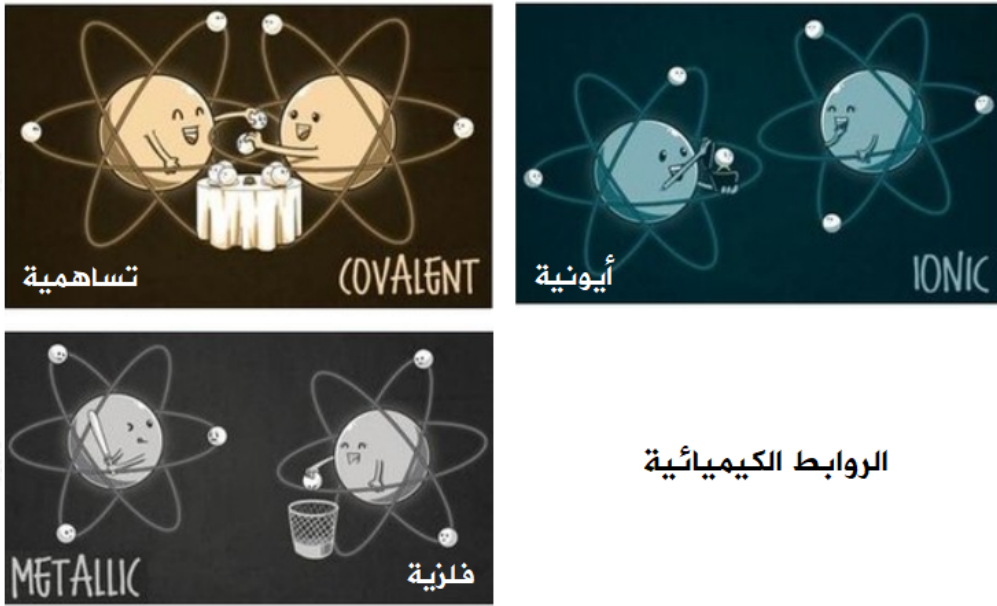 تساهمية
COVALENT
أيونية
IONIC
الروابط الكيميائية
METALLIC
فلزية